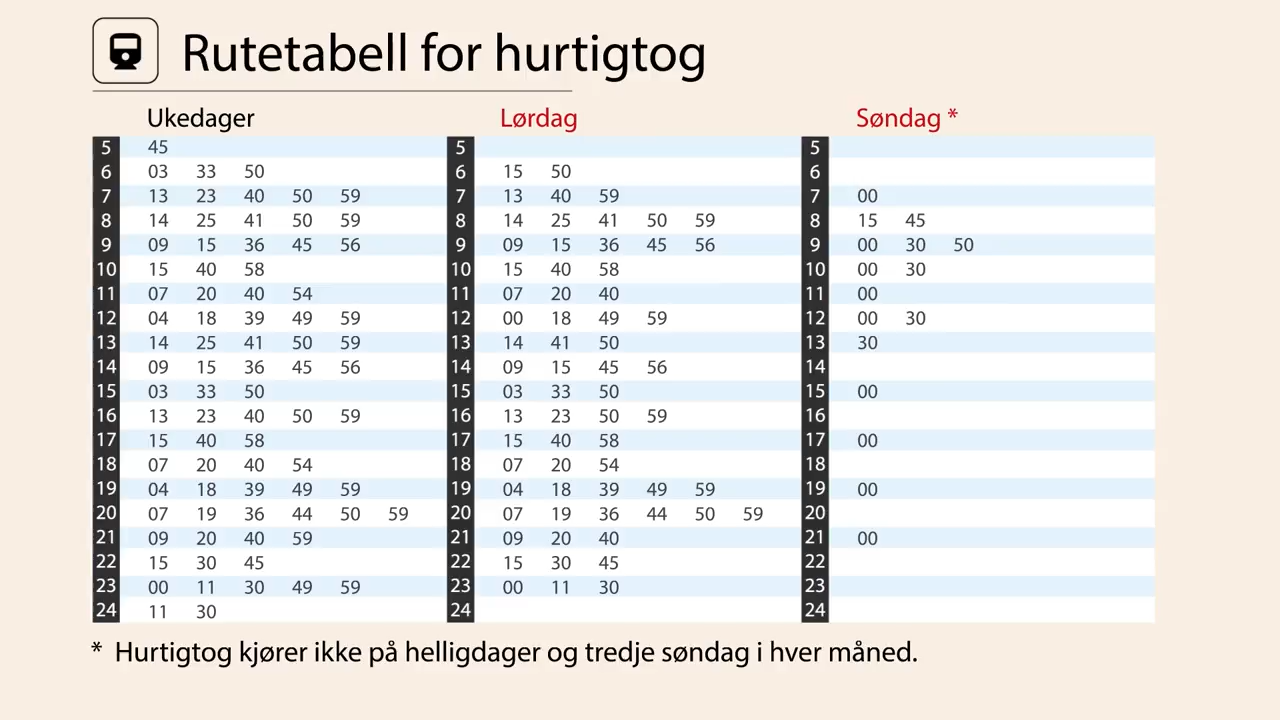 Rutetabell for hurtigtog
Ukedager Lørdag Søndag *
5 45 5 5
6 03 33 50 6 15 50 6
7 13 23 40 50 59 7 13 40 59 7 00
8 14 25 41 50 59 8 14 25 41 50 59 8 15 45
9 09 15 36 45 56 9 09 15 36 45 56 9 00 30 50
10 15 40 58 10 15 40 58 10 00 30
11 07 20 40 54 11 07 20 40 11 00
12 04 18 39 49 59 12 00 18 49 59 12 00 30
13 14 25 41 50 59 13 14 41 50 13 30
14 09 15 36 45 56 14 09 15 45 56 14
15 03 33 50 15 03 33 50 15 00
16 13 23 40 50 59 16 13 23 50 59 16
17 15 40 58 17 15 40 58 17 00
18 07 20 40 54 18 07 20 54 18
19 04 18 39 49 59 19 04 18 39 49 59 19 00
20 07 19 36 44 50 59 20 07 19 36 44 50 59 20
21 09 20 40 59 21 09 20 40 21 00
22 15 30 45 22 15 30 45 22
23 00 11 30 49 59 23 00 11 30 23
24 11 30 24 24
* Hurtigtog kjører ikke på helligdager og tredje søndag i hver måned.